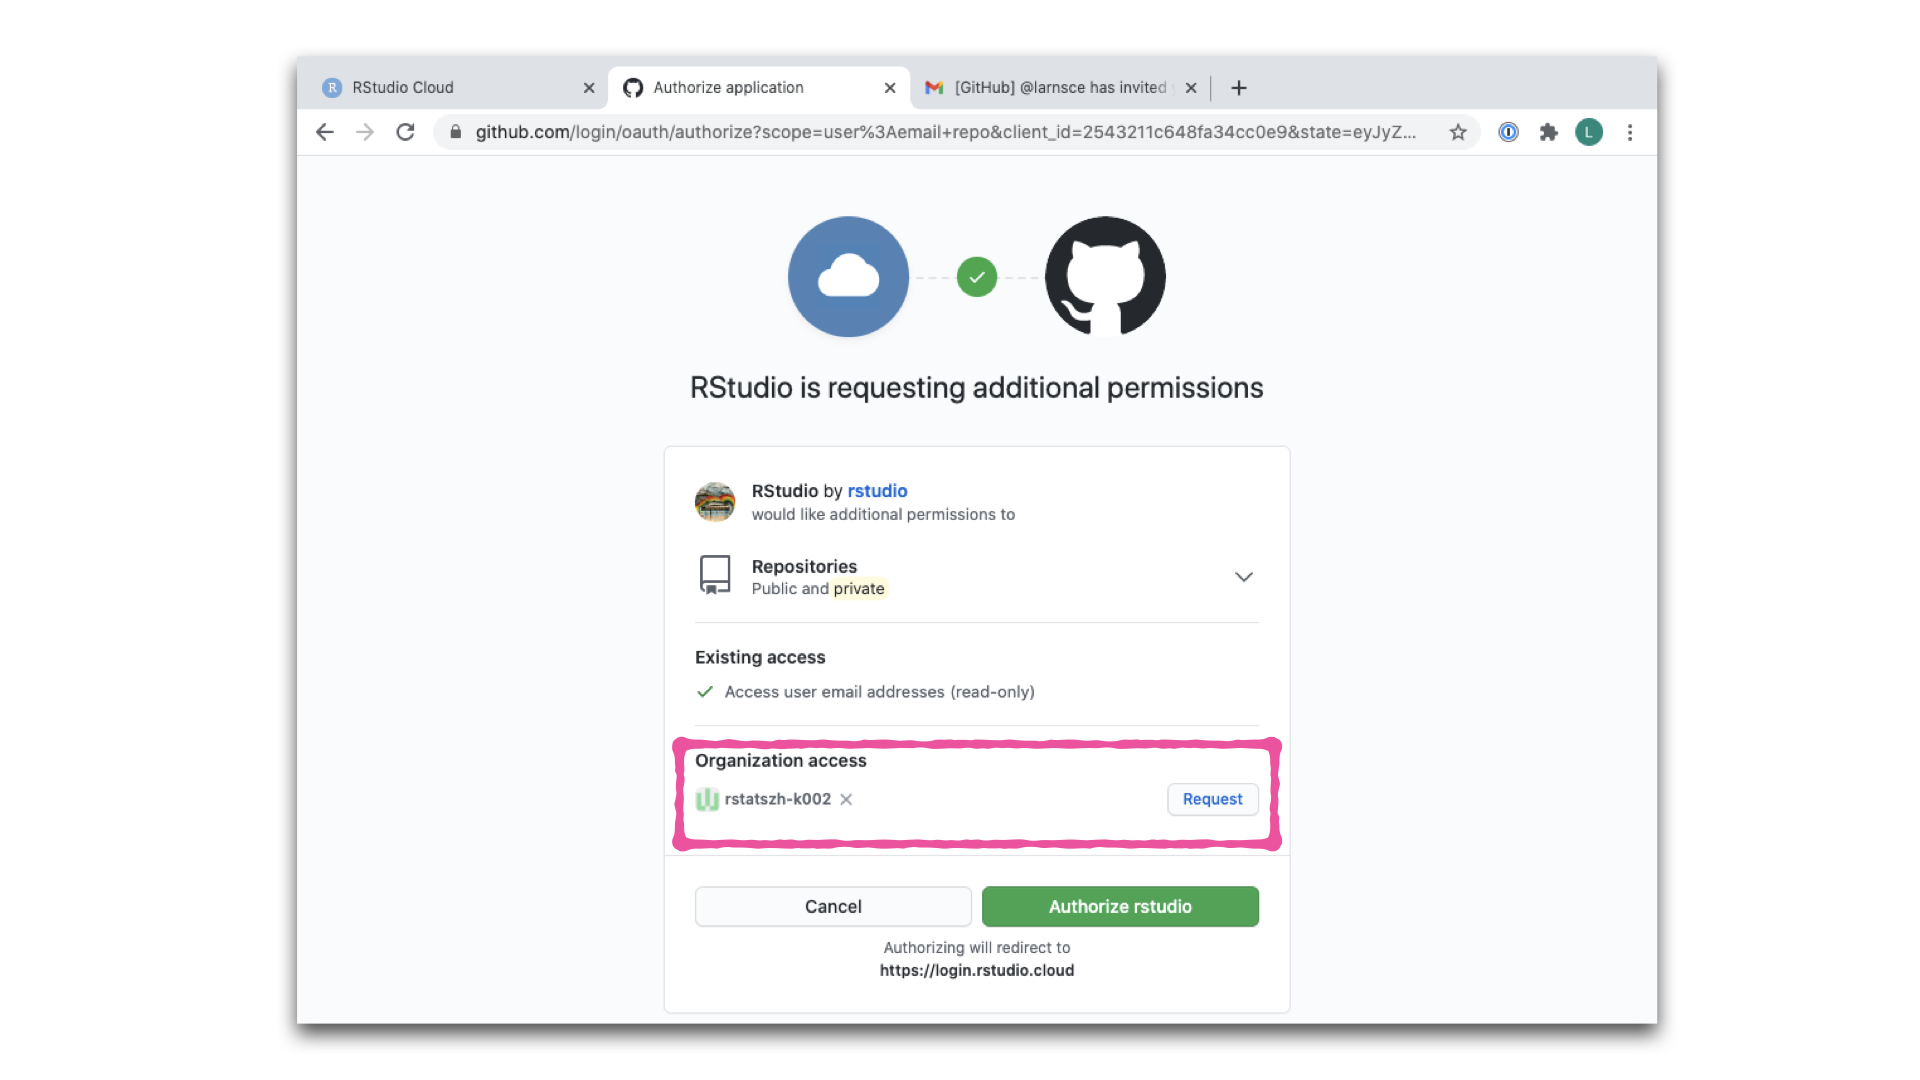 R RStudio Cloud
Authorize application
[GitHub] @larnsce has invited
github.com/login/oauth/authorize?scope=user%3Aemail+repo&client_id=2543211c648fa34cc0e9&state=eyJyZ...
L
RStudio is requesting additional permissions
RStudio by rstudio
would like additional permissions to
Repositories
Public and private
Existing access
Access user email addresses (read-only)
Organization access
rstatszh-k002
Request
Cancel
Authorize rstudio
Authorizing will redirect to
https://login.rstudio.cloud